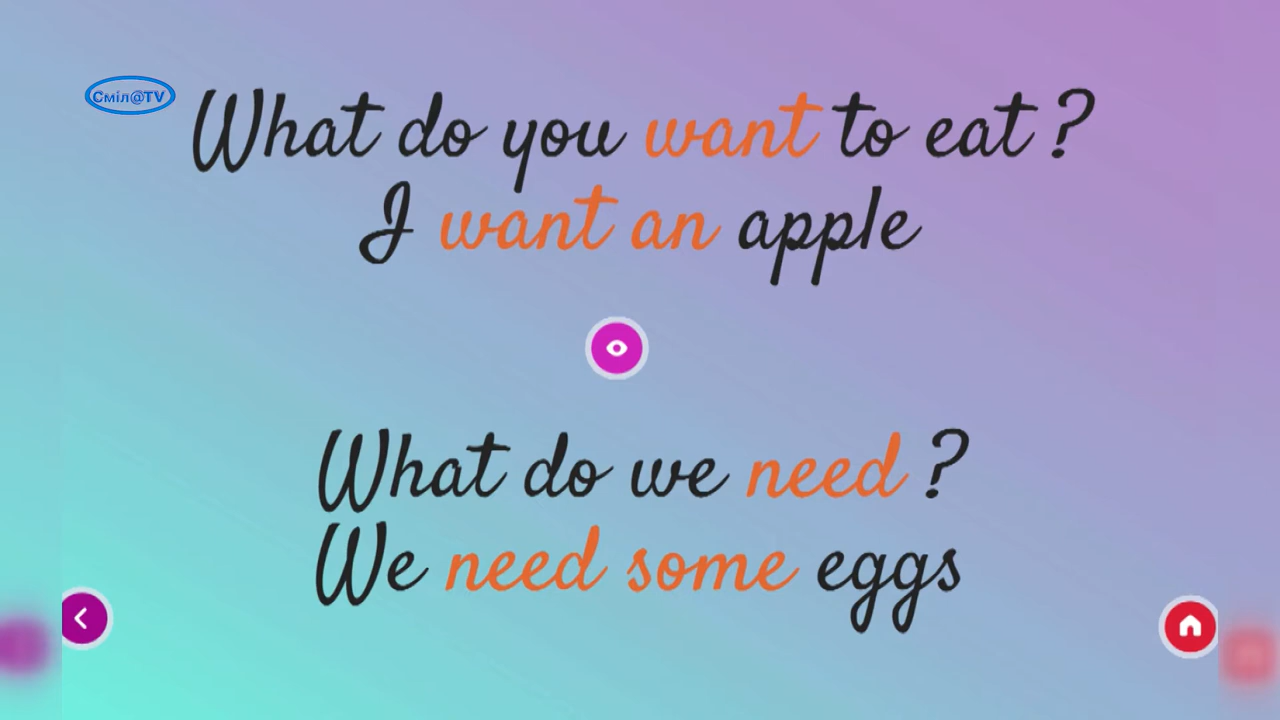 Сміл@TV
What do you want to eat ?
I want an apple
What do we need ?
We need some eggs